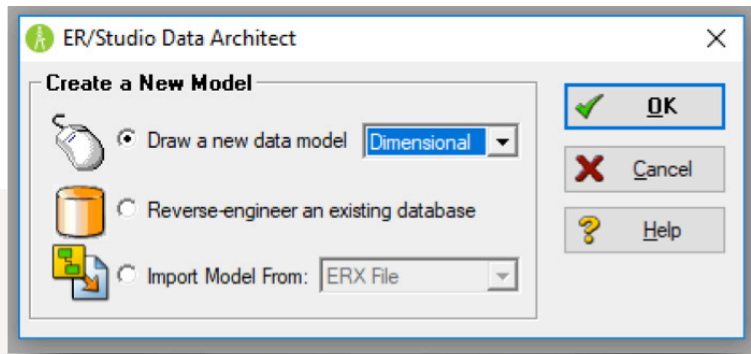 ER/Studio Data Architect
Create a New Model
Draw a new data model Dimensional
Reverse-engineer an existing database
Import Model From: ERX File
OK
Cancel
Help